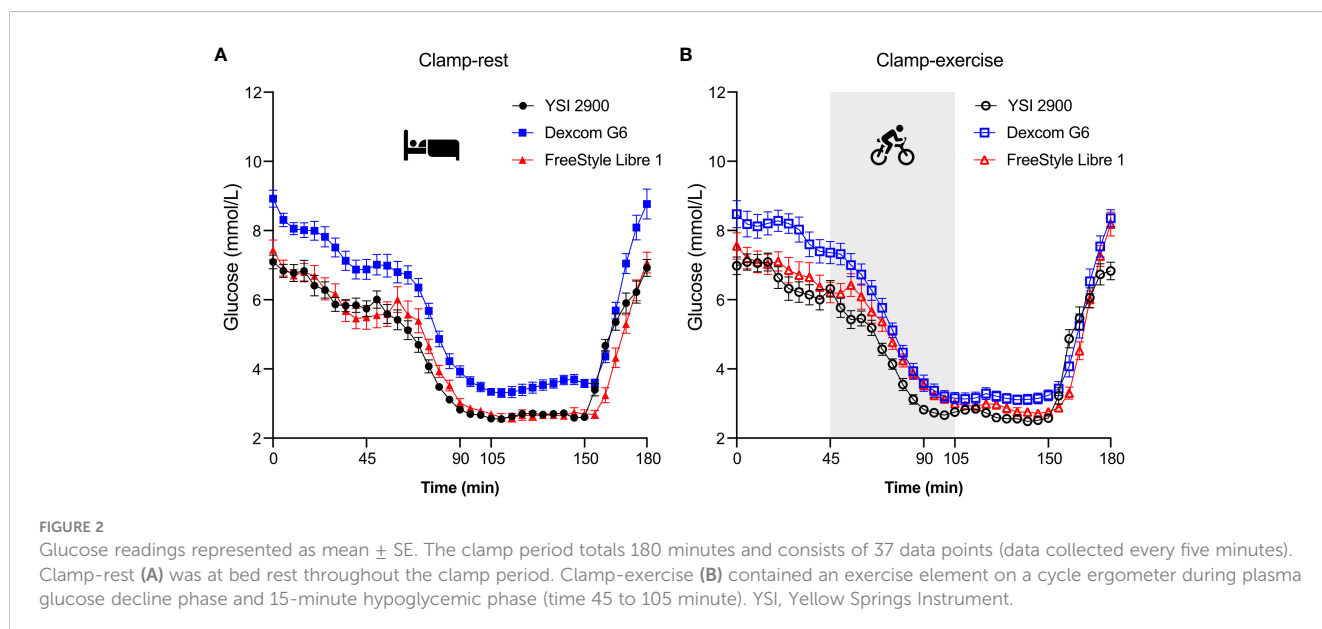 A
Clamp-rest
YSI 2900
Dexcom G6
FreeStyle Libre 1
12
10
8
6
4
2
Glucose (mmol/L)
0 45 90 105 150 180
Time (min)
B
Clamp-exercise
YSI 2900
Dexcom G6
FreeStyle Libre 1
12
10
8
6
4
2
Glucose (mmol/L)
0 45 90 105 150 180
Time (min)
FIGURE 2
Glucose readings represented as mean ± SE. The clamp period totals 180 minutes and consists of 37 data points (data collected every five minutes).
Clamp-rest (A) was at bed rest throughout the clamp period. Clamp-exercise (B) contained an exercise element on a cycle ergometer during plasma
glucose decline phase and 15-minute hypoglycemic phase (time 45 to 105 minute). YSI, Yellow Springs Instrument.